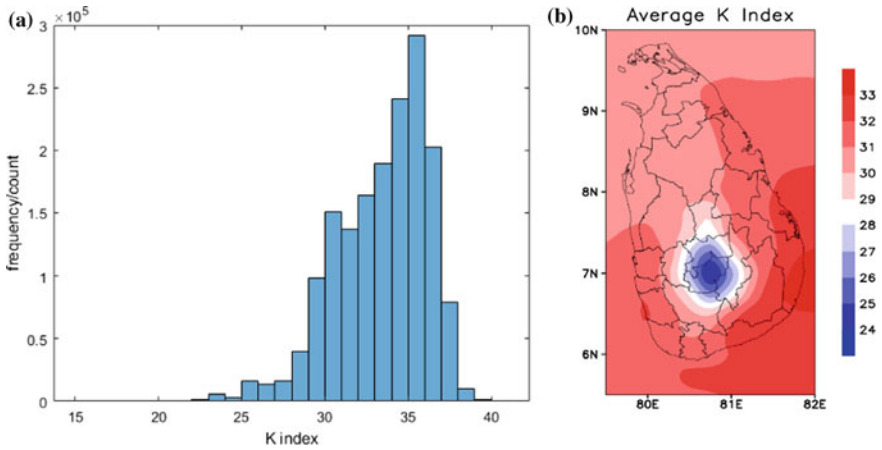 (a)
×10⁵
3
2.5
2
1.5
1
0.5
0
frequency/count
15 20 25 30 35 40
K index
(b)
Average K Index
10N
9N
8N
7N
6N
80E 81E 82E
33
32
31
30
29
28
27
26
25
24